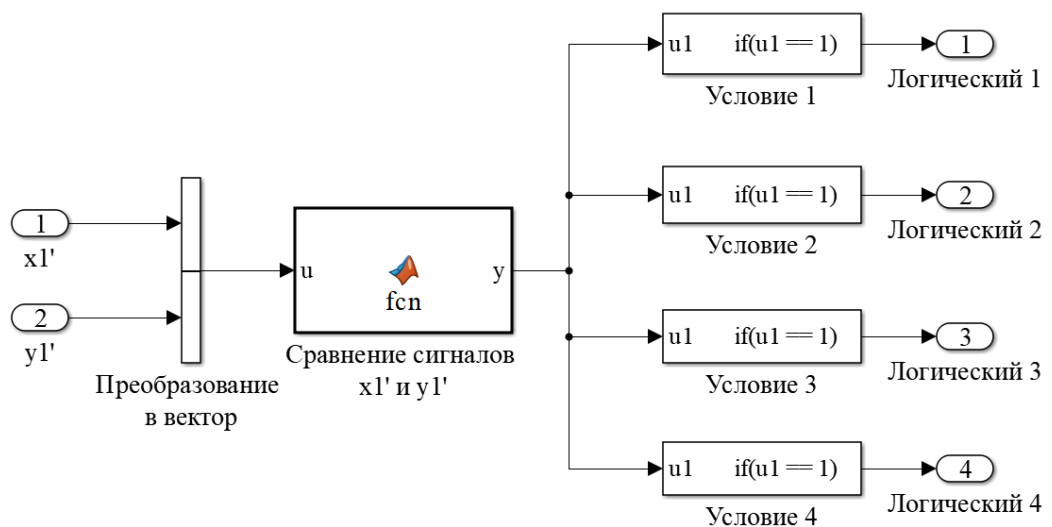 u1 if(u1 == 1)
Условие 1
1
Логический 1
u1 if(u1 == 1)
Условие 2
2
Логический 2
1
x1'
2
y1'
Преобразование
в вектор
u
fcn
y
Сравнение сигналов
x1' и y1'
u1 if(u1 == 1)
Условие 3
3
Логический 3
u1 if(u1 == 1)
Условие 4
4
Логический 4